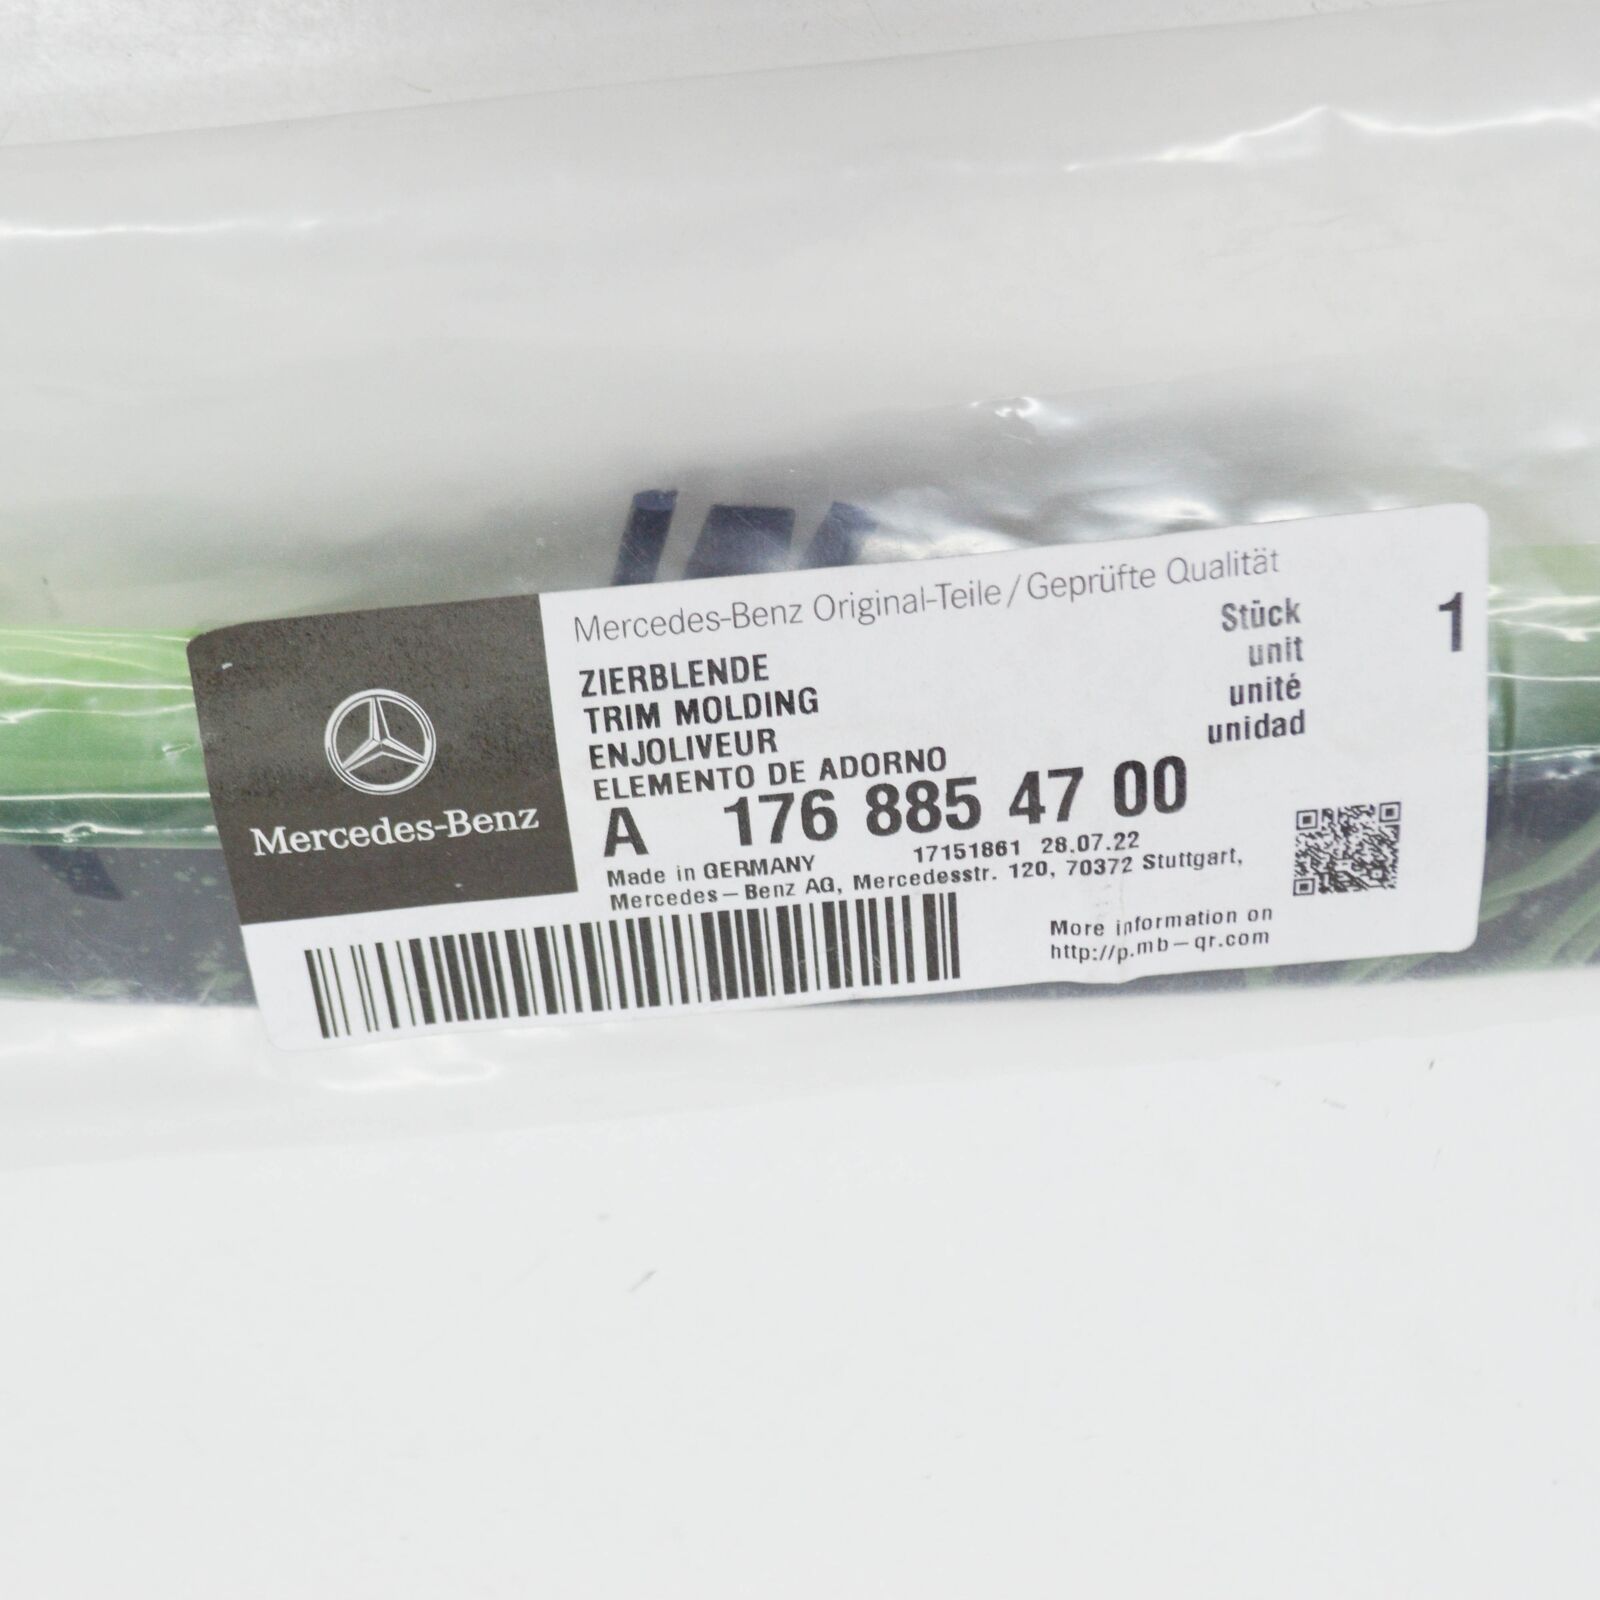 Mercedes-Benz
Mercedes-Benz Original-Teile / Geprüfte Qualität
ZIERBLENDE
TRIM MOLDING
ENJOLIVEUR
ELEMENTO DE ADORNO
Stück
unit
unité
unidad
1
A 176 885 47 00
Made in GERMANY 17151861 28.07.22
Mercedes-Benz AG, Mercedesstr. 120, 70372 Stuttgart,
More information on
http://p.mb-qr.com